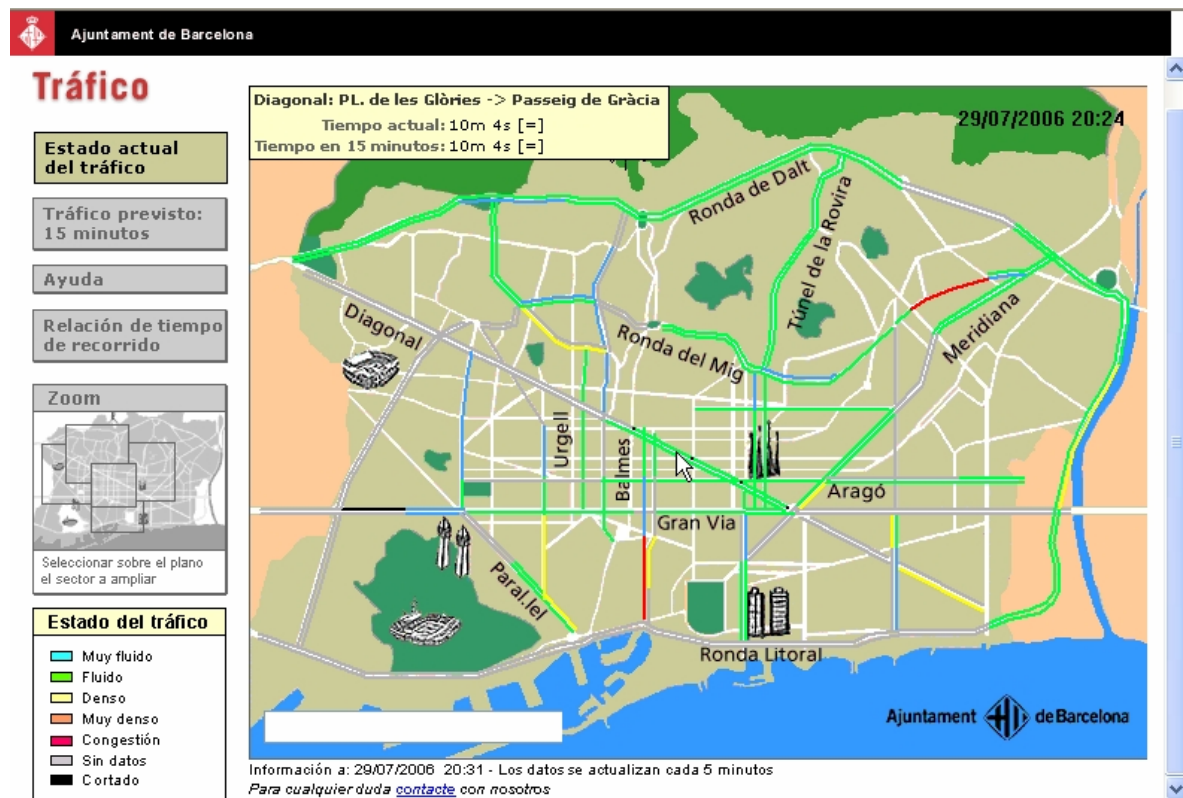 Ajuntament de Barcelona
Tráfico
Estado actual
del tráfico
Tráfico previsto:
15 minutos
Ayuda
Relación de tiempo
de recorrido
Zoom
Seleccionar sobre el plano
el sector a ampliar
Estado del tráfico
Muy fluido
Fluido
Denso
Muy denso
Congestión
Sin datos
Cortado
Diagonal: PL. de les Glòries -> Passeig de Gràcia
Tiempo actual: 10m 4s [=]
Tiempo en 15 minutos: 10m 4s [=]
29/07/2006 20:24
Ronda de Dalt
Túnel de la Rovira
Diagonal
Ronda del Mig
Meridiana
Urgell
Balmes
Aragó
Gran Via
Paral.lel
Ronda Litoral
Ajuntament de Barcelona
Información a: 29/07/2006 20:31 - Los datos se actualizan cada 5 minutos
Para cualquier duda contacte con nosotros